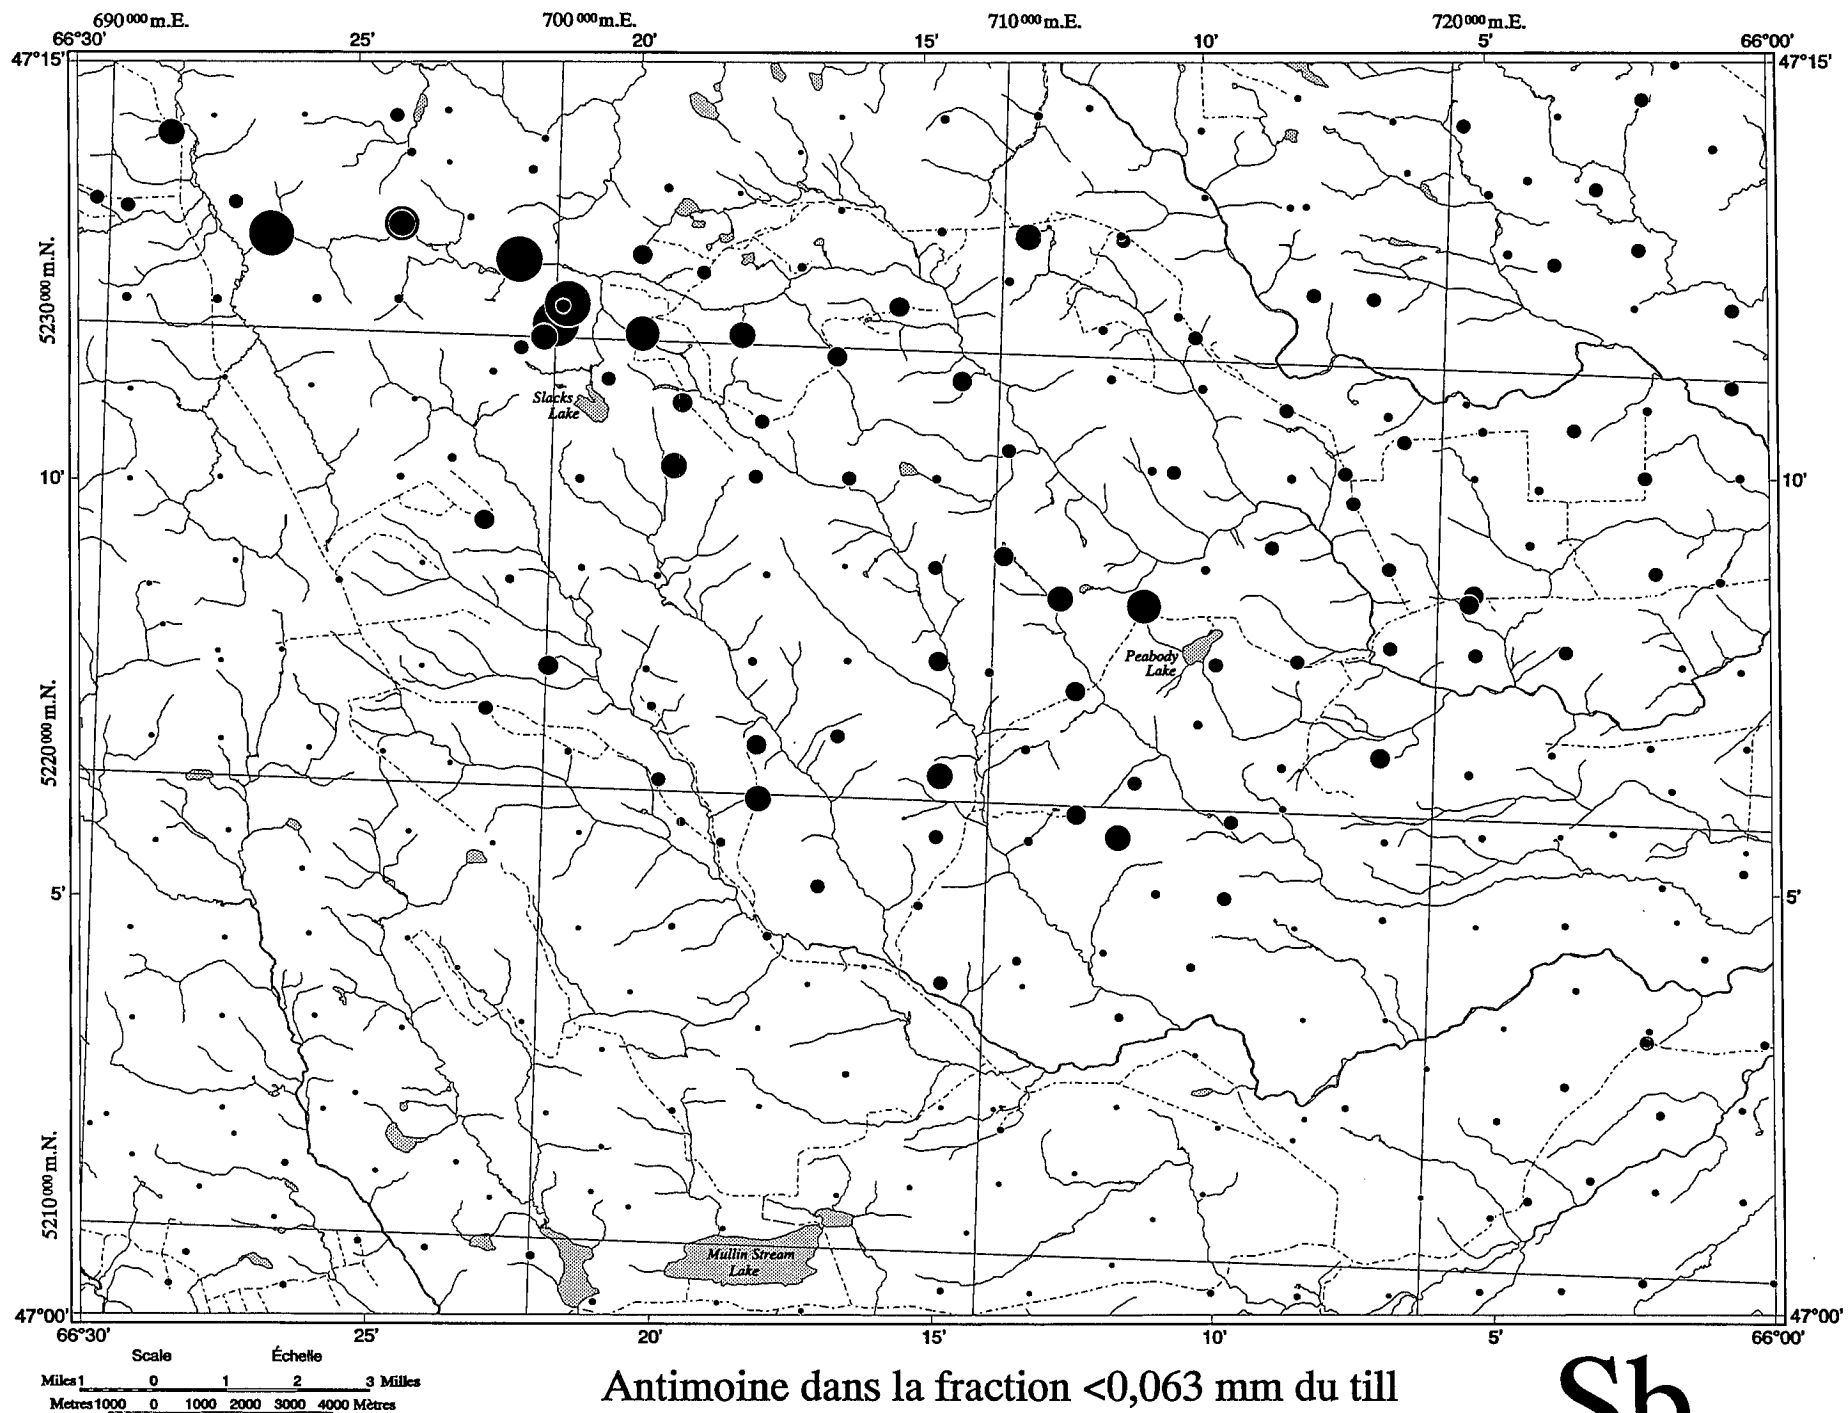 690 000 m.E. 700 000 m.E. 710 000 m.E. 720 000 m.E.
66°30' 25' 20' 15' 10' 5' 66°00'
47°15' 47°15'
5230 000 m.N.
Slacks
Lake
10' 10'
Peabody
Lake
5220 000 m.N.
5' 5'
5210 000 m.N.
Mullin Stream
Lake
47°00' 47°00'
66°30' 25' 20' 15' 10' 5' 66°00'
Scale Échelle
Miles 1 0 1 2 3 Milles
Metres 1000 0 1000 2000 3000 4000 Mètres
Antimoine dans la fraction <0,063 mm du till
Sb